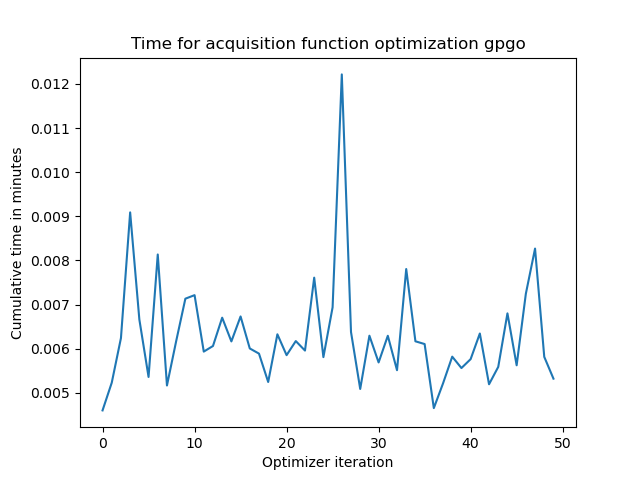 Time for acquisition function optimization gpgo
Cumulative time in minutes
0.012
0.011
0.010
0.009
0.008
0.007
0.006
0.005
0 10 20 30 40 50
Optimizer iteration